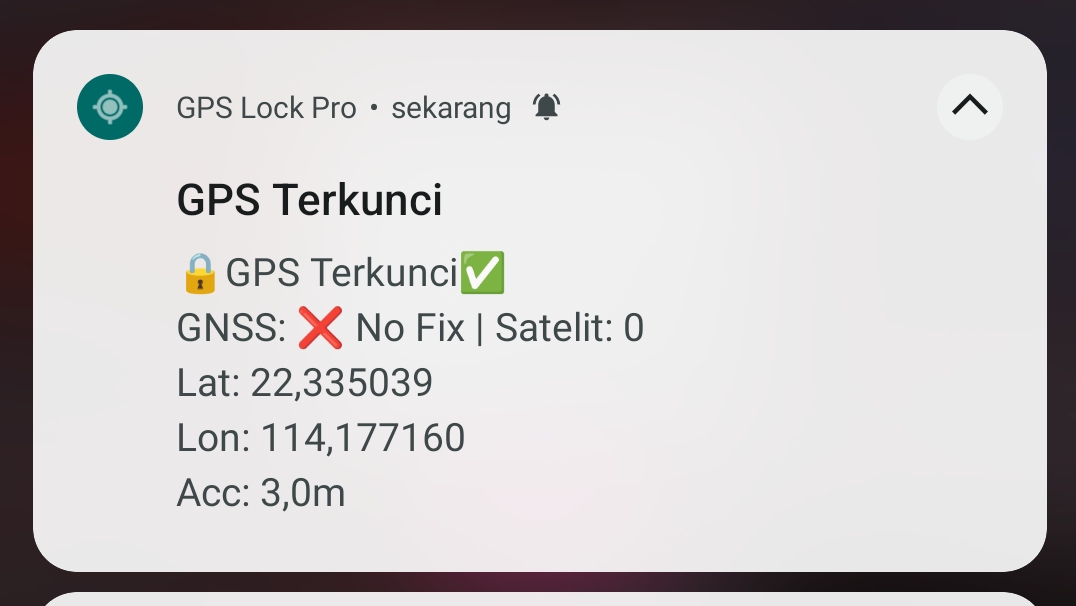 GPS Lock Pro • sekarang
GPS Terkunci
🔒GPS Terkunci✅
GNSS: ❌ No Fix | Satelit: 0
Lat: 22,335039
Lon: 114,177160
Acc: 3,0m